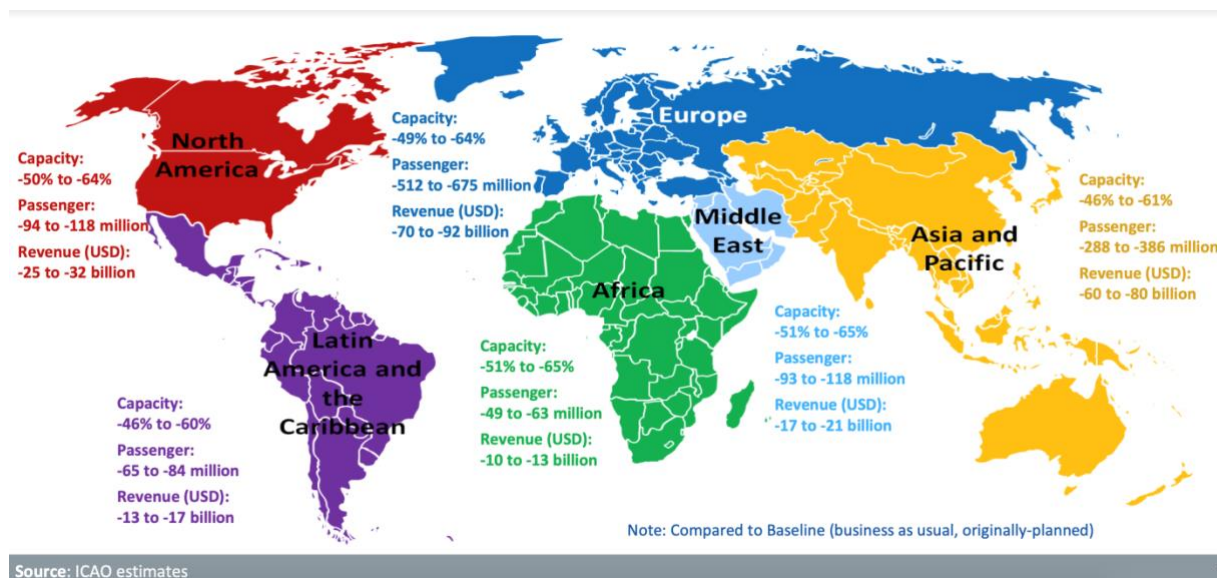 North
America
Capacity:
-50% to -64%
Passenger:
-94 to -118 million
Revenue (USD):
-25 to -32 billion
Capacity:
-49% to -64%
Passenger:
-512 to -675 million
Revenue (USD):
-70 to -92 billion
Europe
Middle
East
Asia and
Pacific
Capacity:
-46% to -61%
Passenger:
-288 to -386 million
Revenue (USD):
-60 to -80 billion
Africa
Capacity:
-51% to -65%
Passenger:
-93 to -118 million
Revenue (USD):
-17 to -21 billion
Capacity:
-51% to -65%
Passenger:
-49 to -63 million
Revenue (USD):
-10 to -13 billion
Latin
America and
the
Caribbean
Capacity:
-46% to -60%
Passenger:
-65 to -84 million
Revenue (USD):
-13 to -17 billion
Note: Compared to Baseline (business as usual, originally-planned)
Source: ICAO estimates